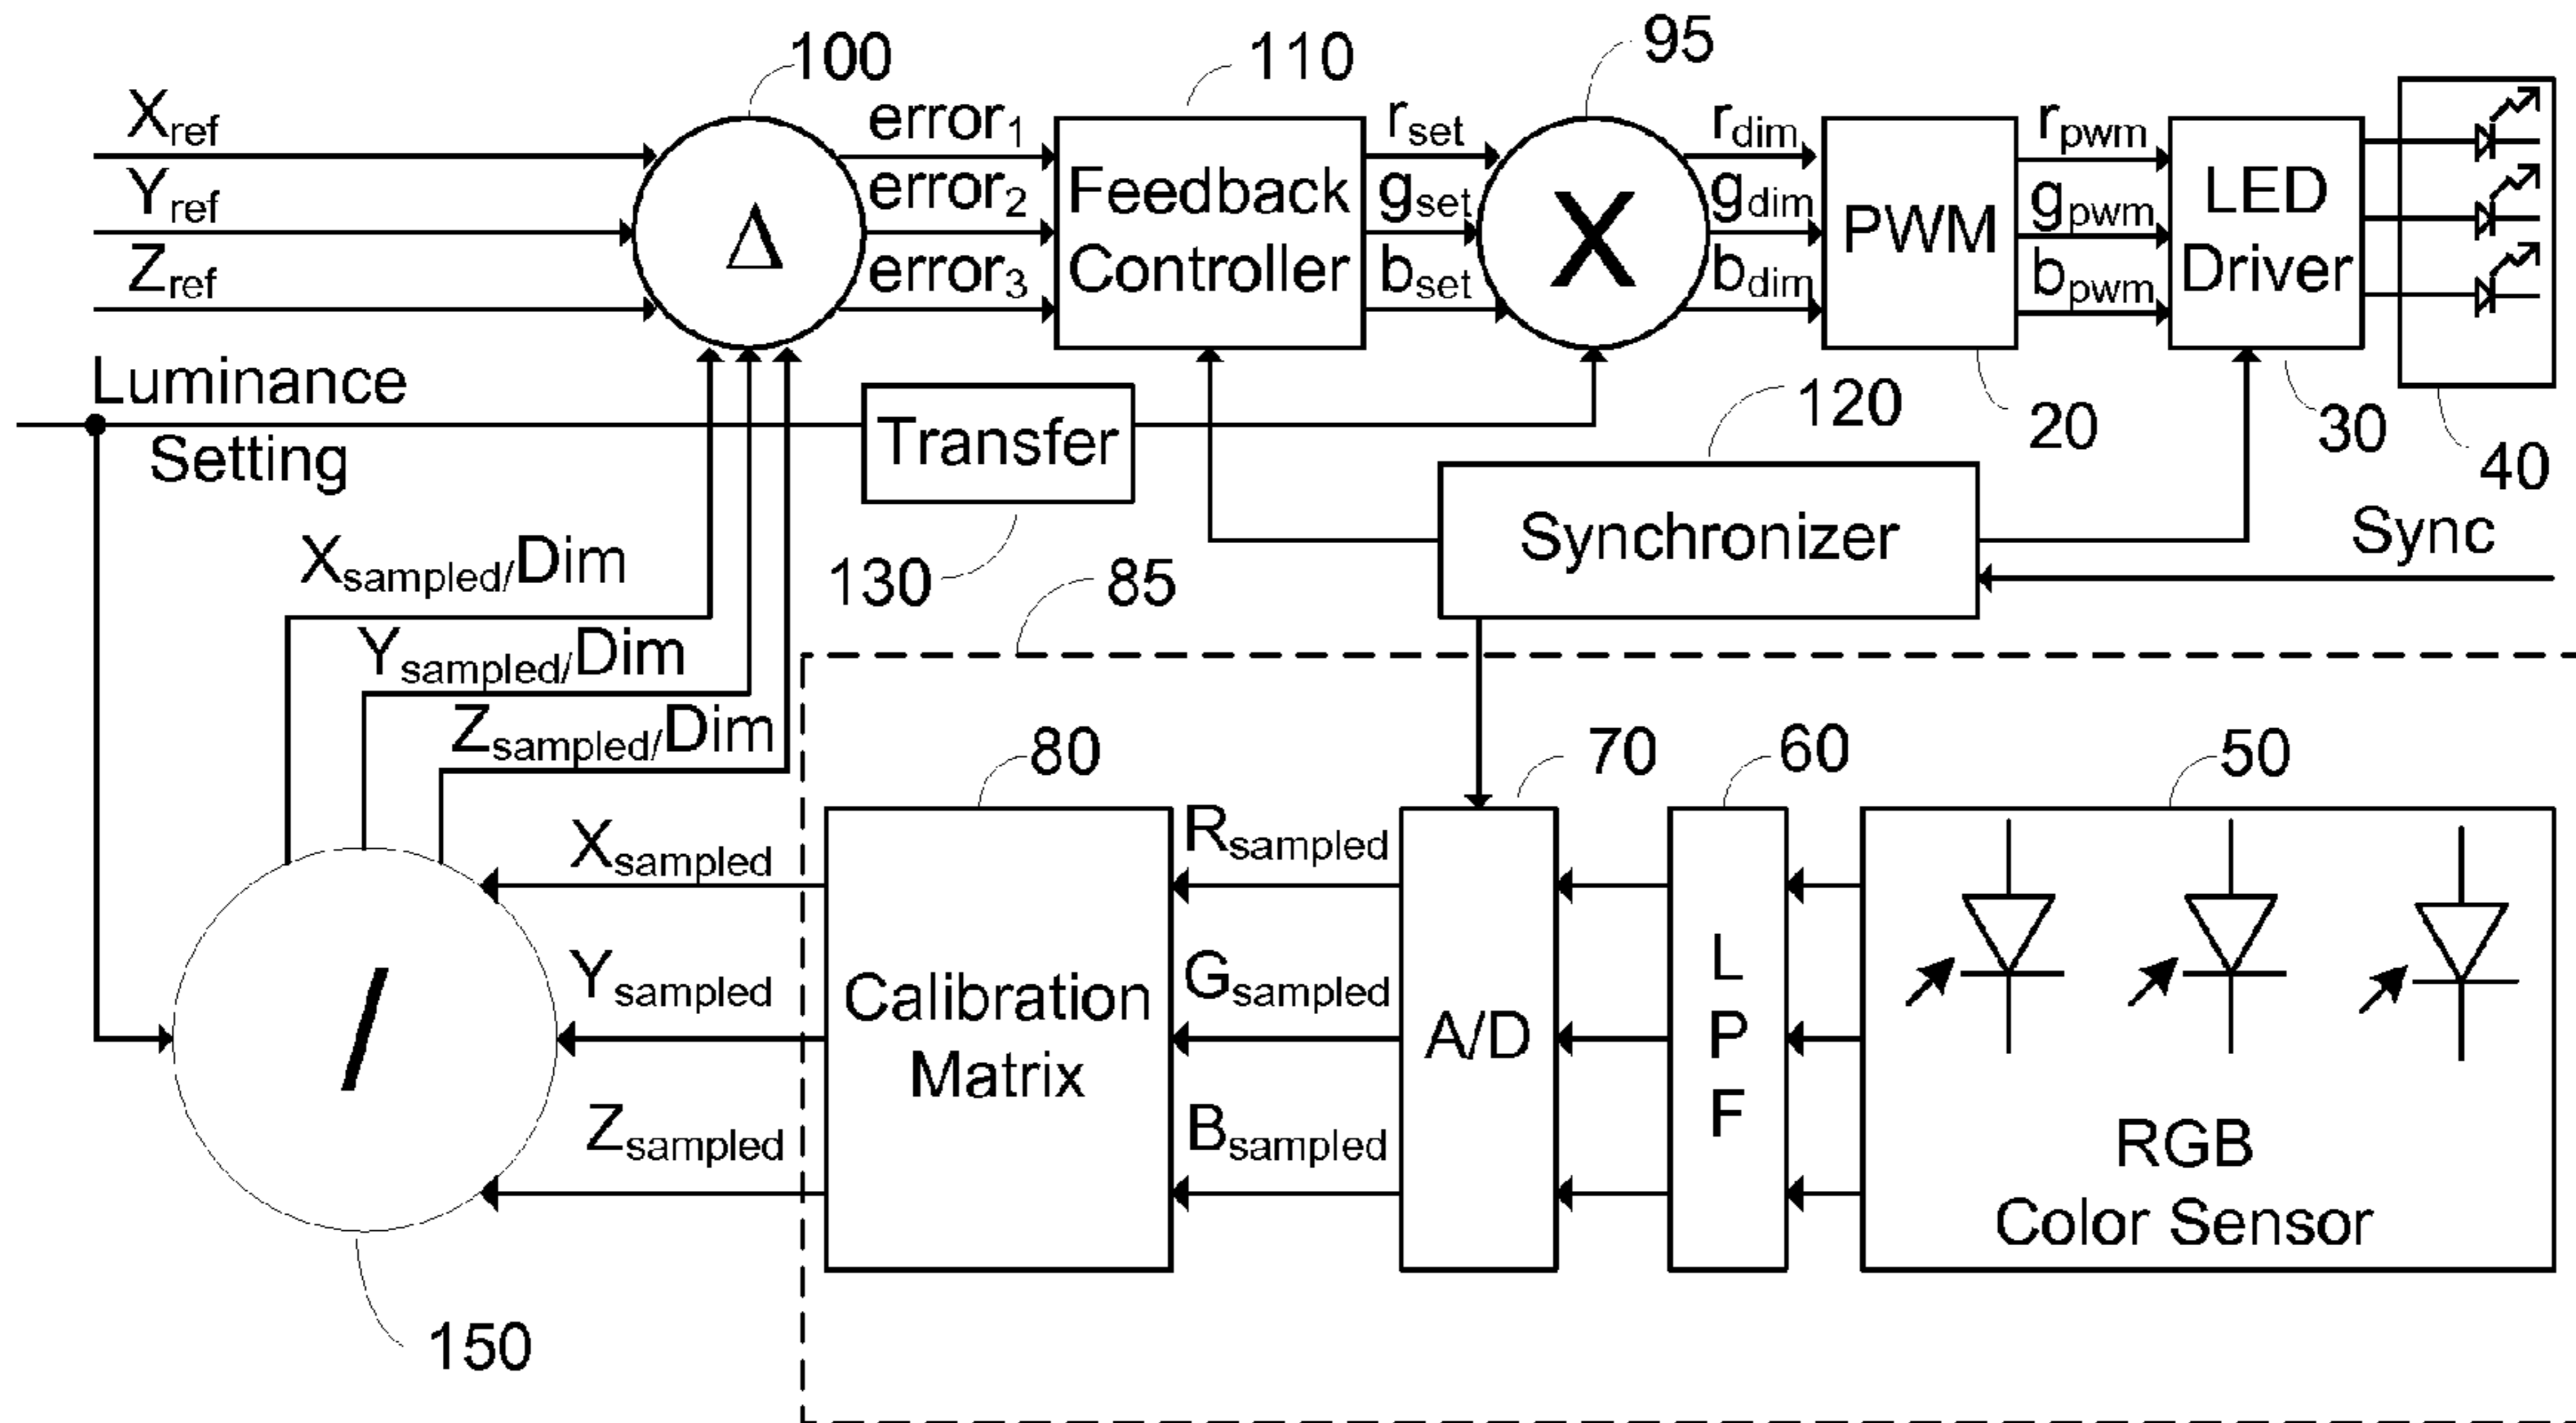 100
110
95
Xref
error1
rset
rdim
rpwm
Yref
error2
gset
gdim
gpwm
Zref
error3
bset
bdim
bpwm
Δ
Feedback
Controller
X
PWM
LED
Driver
Luminance
Setting
Transfer
120
20
30
40
130
85
Synchronizer
Sync
Xsampled/Dim
Ysampled/Dim
Zsampled/Dim
80
70
60
50
Xsampled
Rsampled
Ysampled
Gsampled
Zsampled
Bsampled
/
Calibration
Matrix
A/D
L
P
F
RGB
Color Sensor
150